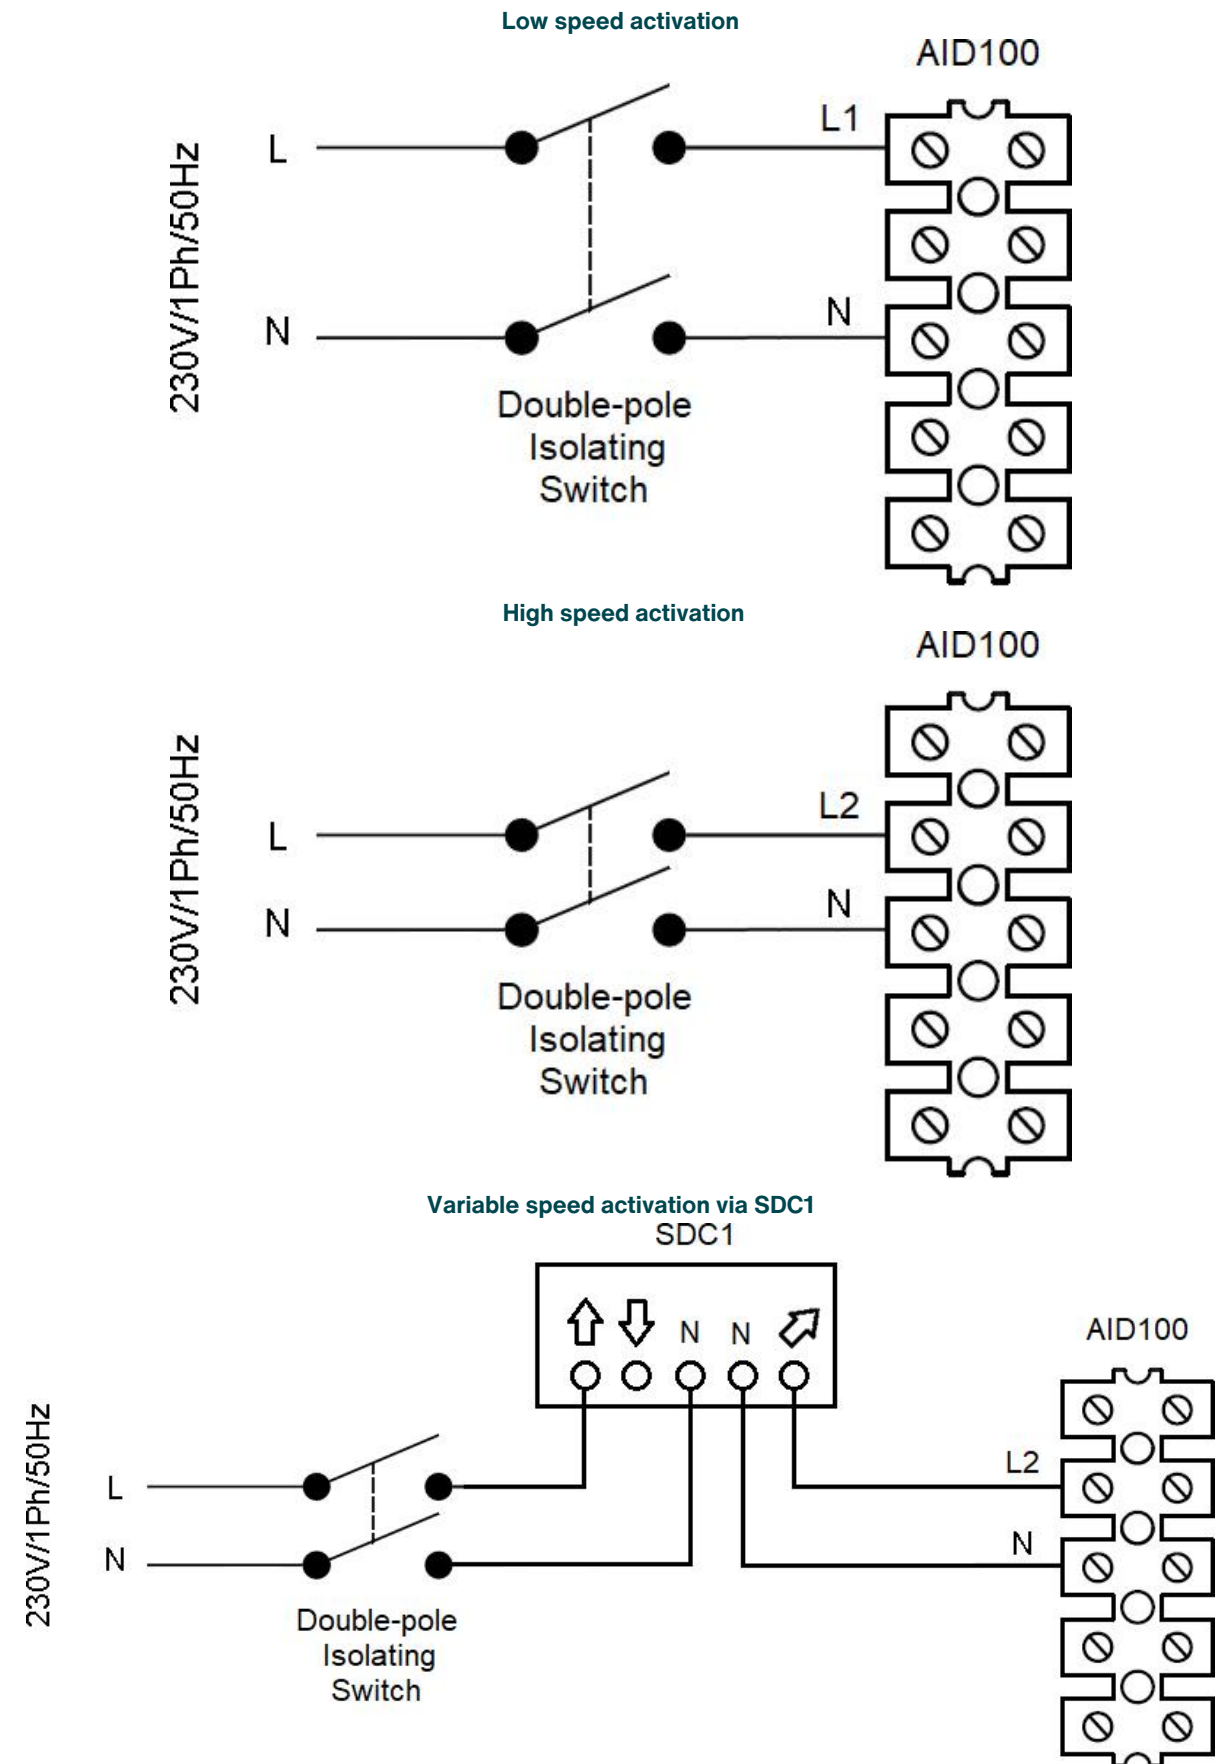 Low speed activation
AID100
L1
L
230V/1Ph/50Hz
N
N
Double-pole
Isolating
Switch
High speed activation
AID100
L2
L
230V/1Ph/50Hz
N
N
Double-pole
Isolating
Switch
Variable speed activation via SDC1
SDC1
N N
AID100
L2
L
230V/1Ph/50Hz
N
N
Double-pole
Isolating
Switch